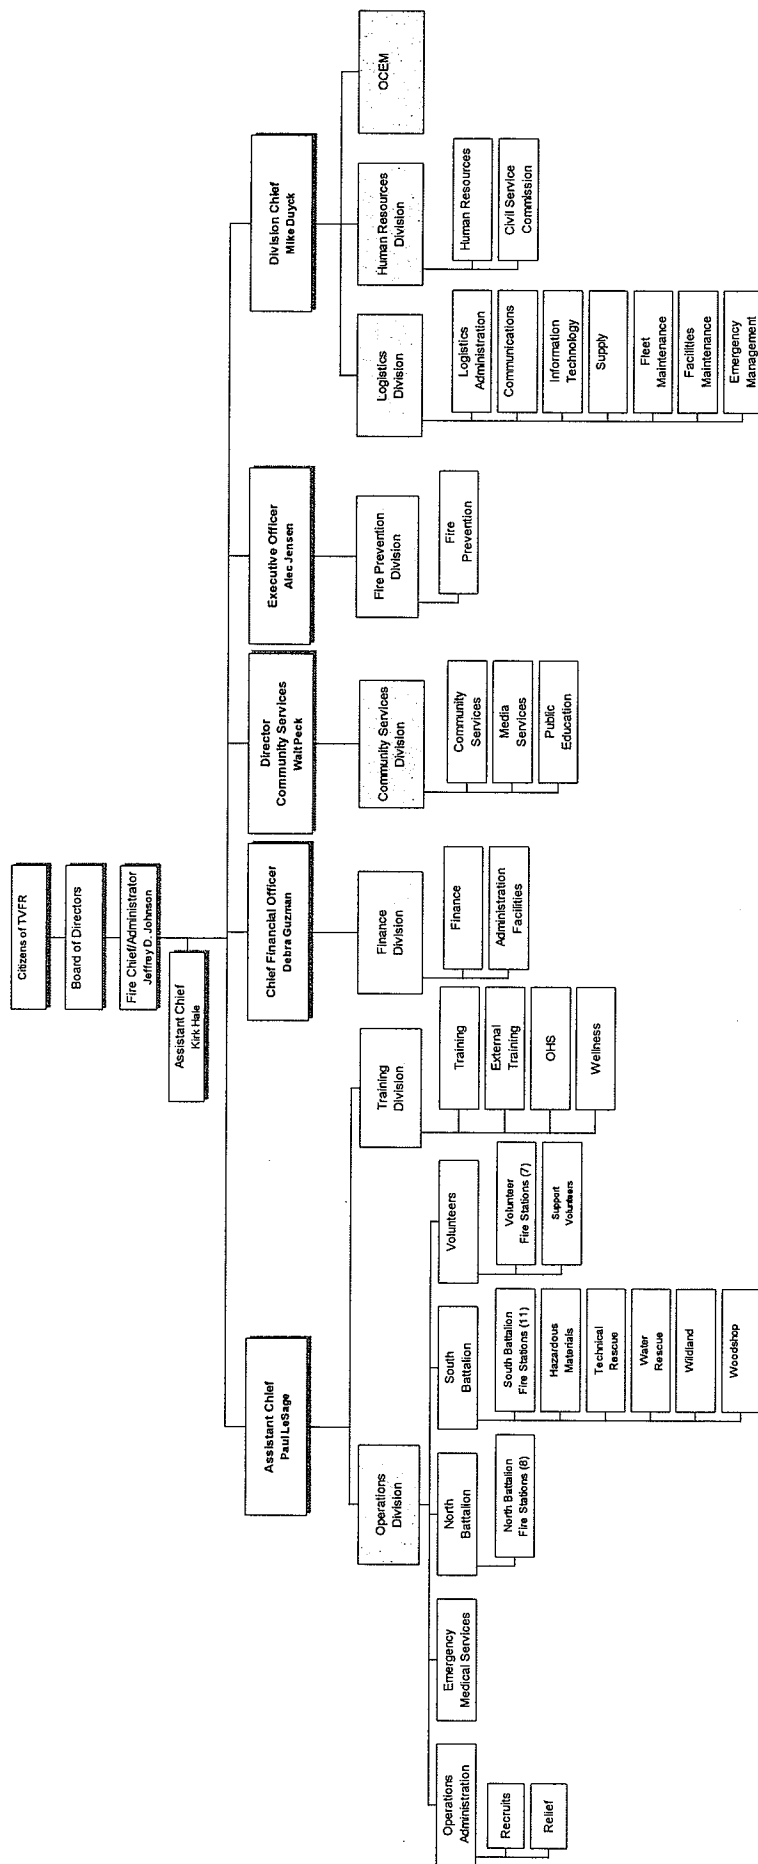 Citizens of TVFR
Board of Directors
Fire Chief/Administrator
Jeffrey D. Johnson
Assistant Chief
Kirk Hale
Assistant Chief
Paul LeSage
Chief Financial Officer
Debra Guzman
Director
Community Services
Walt Peck
Executive Officer
Alec Jensen
Division Chief
Mike Duyck
Operations
Division
Training
Division
Finance
Division
Community Services
Division
Fire Prevention
Division
Logistics
Division
Human Resources
Division
OCEM
Operations
Administration
Recruits
Relief
Emergency
Medical Services
North
Battalion
North Battalion
Fire Stations (8)
South
Battalion
South Battalion
Fire Stations (11)
Hazardous
Materials
Technical
Rescue
Water
Rescue
Wildland
Woodshop
Volunteers
Volunteer
Fire Stations (7)
Support
Volunteers
Training
External
Training
OHS
Wellness
Finance
Administration
Facilities
Community
Services
Media
Services
Public
Education
Fire
Prevention
Logistics
Administration
Communications
Information
Technology
Supply
Fleet
Maintenance
Facilities
Maintenance
Emergency
Management
Human Resources
Civil Service
Commission